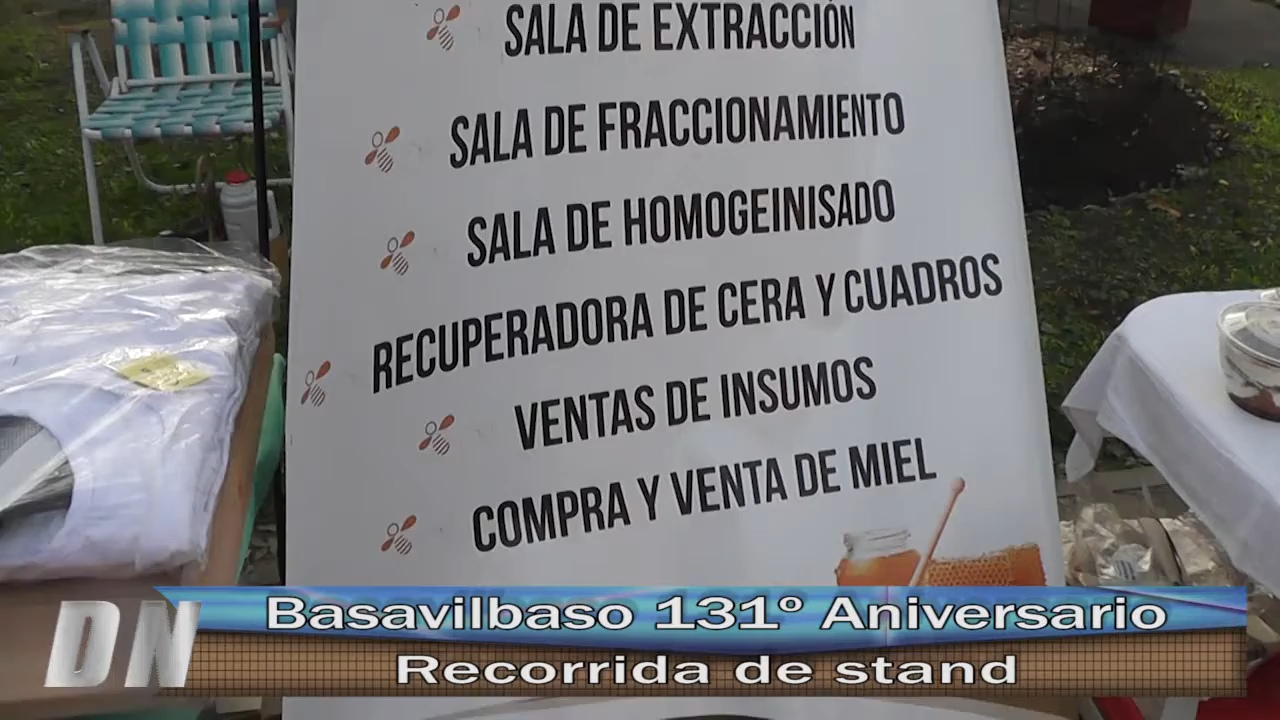 SALA DE EXTRACCIÓN
SALA DE FRACCIONAMIENTO
SALA DE HOMOGEINISADO
RECUPERADORA DE CERA Y CUADROS
VENTAS DE INSUMOS
COMPRA Y VENTA DE MIEL
DN
Basavilbaso 131º Aniversario
Recorrida de stand